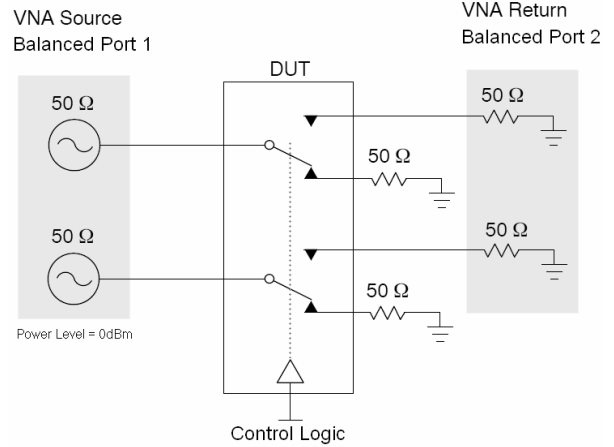 VNA Source
Balanced Port 1
VNA Return
Balanced Port 2
DUT
50 Ω
50 Ω
50 Ω
50 Ω
50 Ω
50 Ω
Power Level = 0dBm
Control Logic